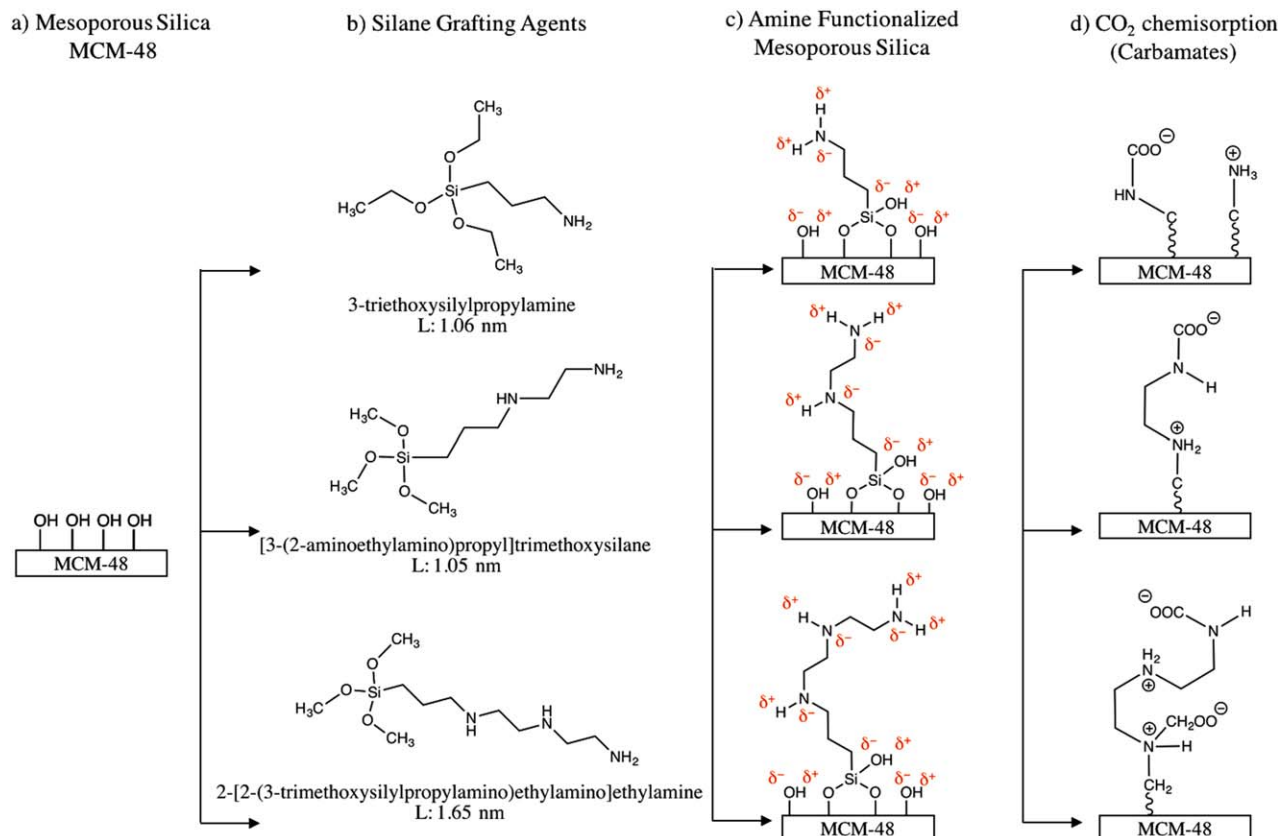 a) Mesoporous Silica
MCM-48
b) Silane Grafting Agents
c) Amine Functionalized
Mesoporous Silica
d) CO₂ chemisorption
(Carbamates)
OH OH OH OH
MCM-48
CH₃
O
Si
H₃C
O
O
NH₂
CH₃
3-triethoxysilylpropylamine
L: 1.06 nm
NH₂
HN
H₃C
O
O
Si
H₃C
O
CH₃
[3-(2-aminoethylamino)propyl]trimethoxysilane
L: 1.05 nm
CH₃
O
H₃C
O
Si
O
CH₃
N
H
H
N
NH₂
2-[2-(3-trimethoxysilylpropylamino)ethylamino]ethylamine
L: 1.65 nm
δ⁺
H
δ⁺
H
N
δ⁻
δ⁻ δ⁺
OH
δ⁻ δ⁺
Si
δ⁻ δ⁺
OH
O
O
OH
MCM-48
δ⁺
H
H
δ⁺
N
δ⁻
N
δ⁻
δ⁺
H
δ⁻ δ⁺
OH
δ⁻ δ⁺
Si
δ⁻ δ⁺
OH
O
O
OH
MCM-48
δ⁺
H
δ⁺
H
N
δ⁻
N
δ⁻
H
δ⁺
δ⁺
H
N
δ⁻
δ⁻ δ⁺
OH
δ⁻ δ⁺
Si
δ⁻ δ⁺
OH
O
O
OH
MCM-48
⊖
COO
HN
C
⊕
NH₃
C
MCM-48
⊖
COO
N
H
⊕
NH₂
C
MCM-48
⊖
OOC
N
H
H₂
N
⊕
⊖
CH₂OO
⊕
N
H
CH₂
MCM-48